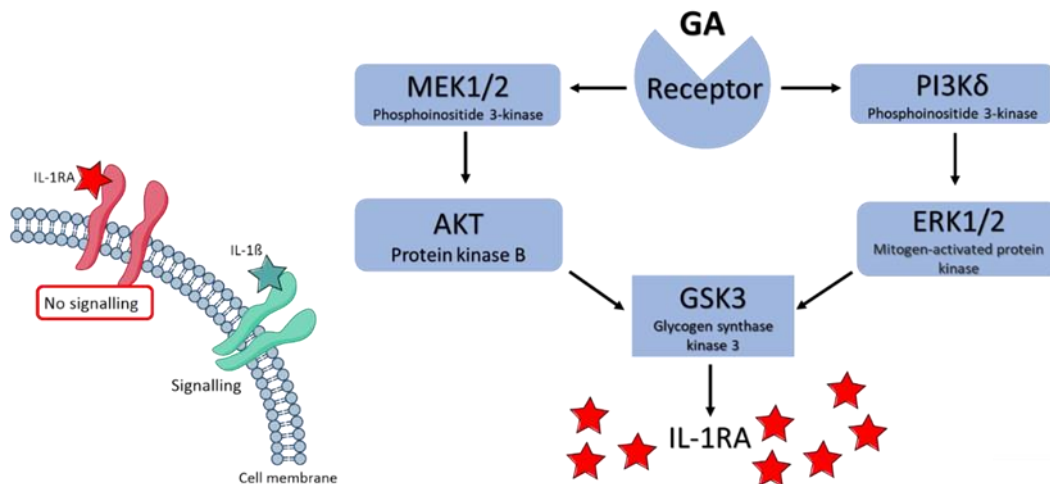 GA
Receptor
MEK1/2
Phosphoinositide 3-kinase
PI3Kδ
Phosphoinositide 3-kinase
AKT
Protein kinase B
ERK1/2
Mitogen-activated protein
kinase
GSK3
Glycogen synthase
kinase 3
IL-1RA
IL-1RA
No signalling
IL-1ß
Signalling
Cell membrane